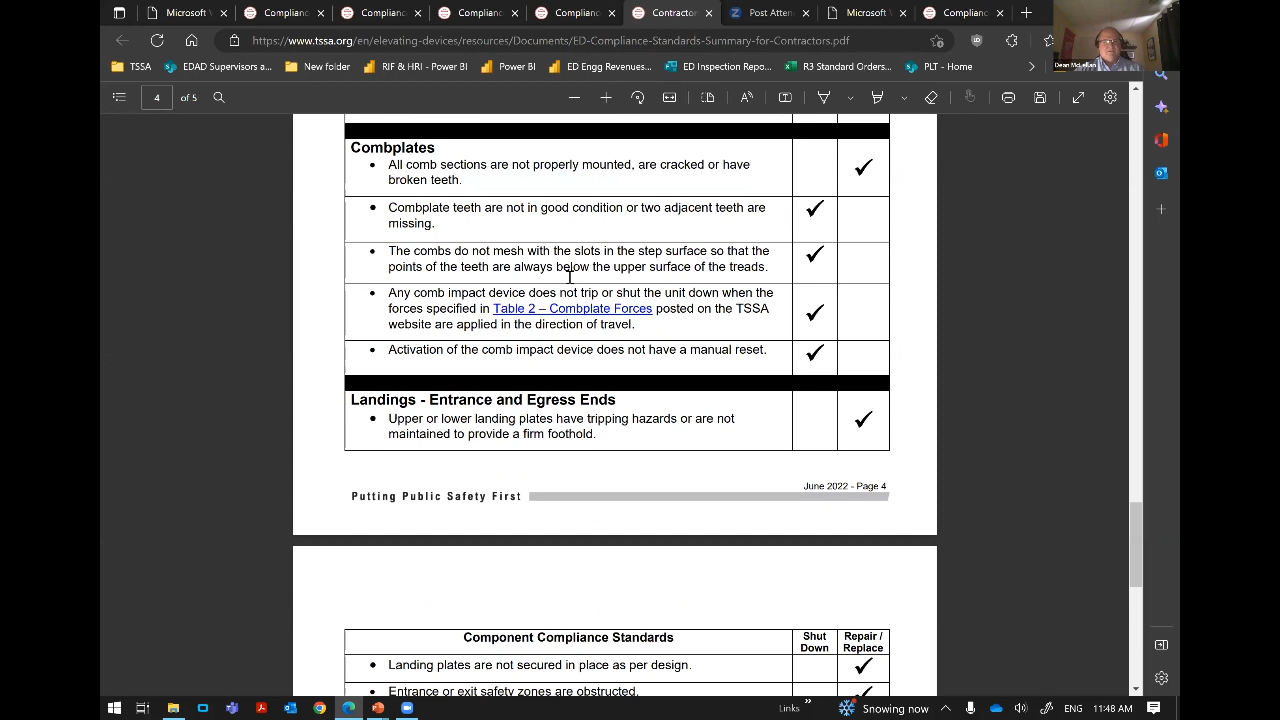 Microsoft
Compliance
Compliance
Complianc
Compliance
Contractor
Post Atten
Microsoft
Complianc
https://www.tssa.org/en/elevating-devices/resources/Documents/ED-Compliance-Standards-Summary-for-Contractors.pdf
Dean McLellan
TSSA
EDAD Supervisors a...
New folder
RIF & HRI - Power BI
Power BI
ED Engg Revenues...
ED Inspection Repo...
R3 Standard Orders...
PLT - Home
4 of 5
Combplates
• All comb sections are not properly mounted, are cracked or have
broken teeth.
• Combplate teeth are not in good condition or two adjacent teeth are
missing.
• The combs do not mesh with the slots in the step surface so that the
points of the teeth are always below the upper surface of the treads.
• Any comb impact device does not trip or shut the unit down when the
forces specified in Table 2 – Combplate Forces posted on the TSSA
website are applied in the direction of travel.
• Activation of the comb impact device does not have a manual reset.
Landings - Entrance and Egress Ends
• Upper or lower landing plates have tripping hazards or are not
maintained to provide a firm foothold.
June 2022 - Page 4
Putting Public Safety First
Component Compliance Standards
Shut
Down
Repair /
Replace
• Landing plates are not secured in place as per design.
• Entrance or exit safety zones are obstructed.
Links
Snowing now
ENG
11:48 AM